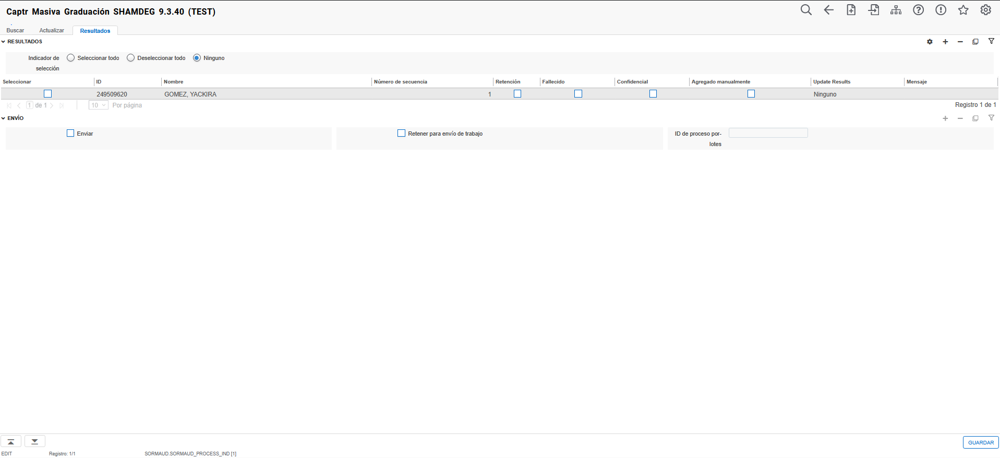 Captr Masiva Graduación SHAMDEG 9.3.40 (TEST)
Buscar Actualizar Resultados
RESULTADOS
Indicador de selección Seleccionar todo Deseleccionar todo Ninguno
Seleccionar ID Nombre Número de secuencia Retención Fallecido Confidencial Agregado manualmente Update Results Mensaje
249509620 GOMEZ, YACKIRA 1 Ninguno
1 de 1 10 Por página Registro 1 de 1
ENVÍO
Enviar Retener para envío de trabajo ID de proceso por-
lotes
GUARDAR
EDIT Registro: 1/1 SORMAUD.SORMAUD_PROCESS_IND [1]